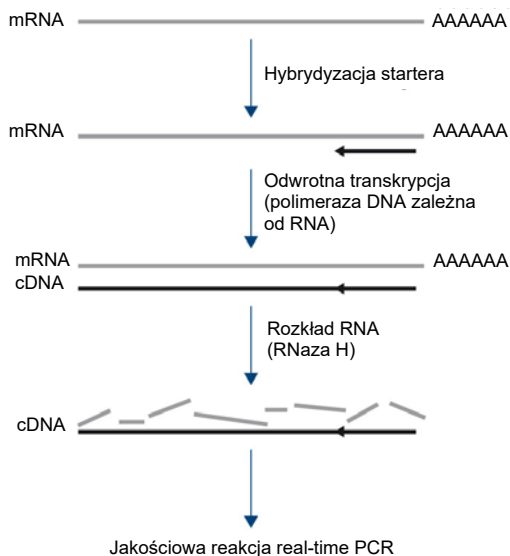 mRNA AAAAAA
Hybrydyzacja startera
mRNA AAAAAA
Odwrotna transkrypcja
(polimeraza DNA zależna
od RNA)
mRNA AAAAAA
cDNA
Rozkład RNA
(RNaza H)
cDNA
Jakościowa reakcja real-time PCR